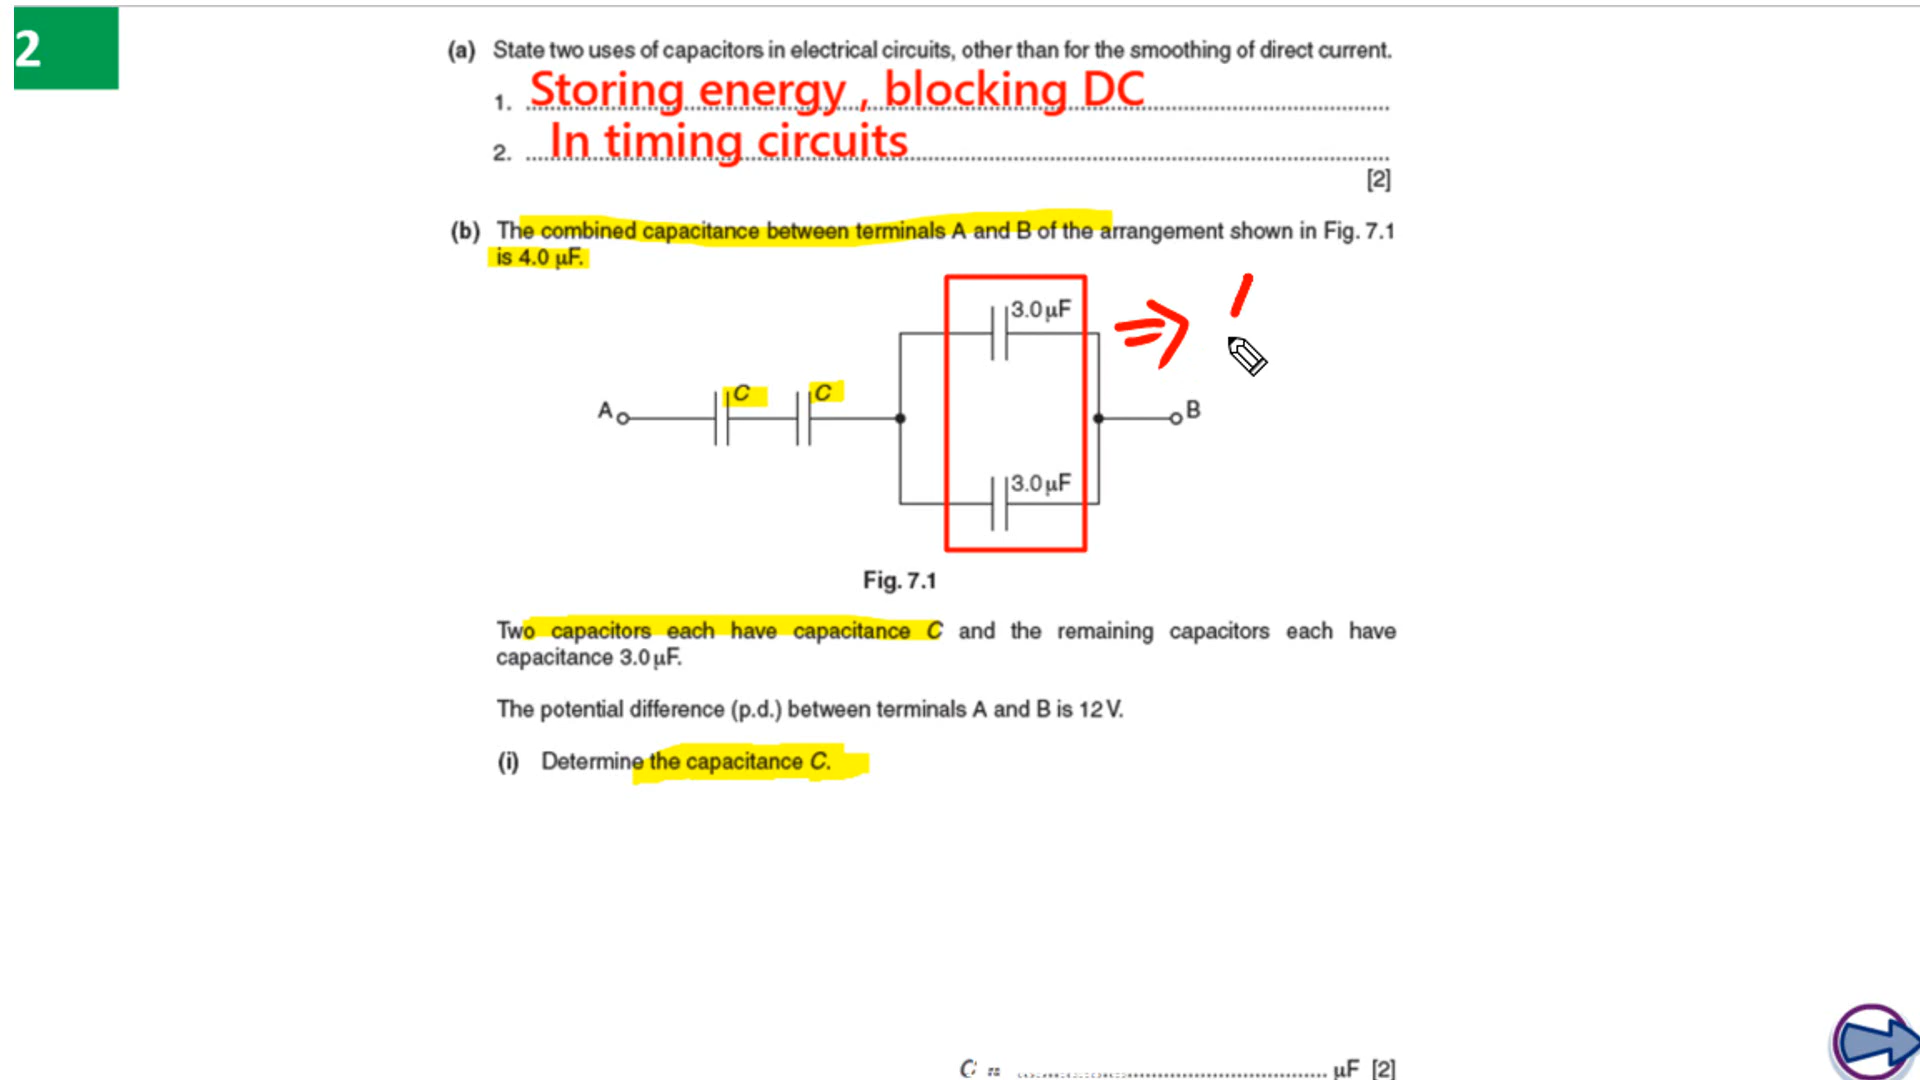 2
(a) State two uses of capacitors in electrical circuits, other than for the smoothing of direct current.
1. Storing energy , blocking DC
2. In timing circuits
[2]
(b) The combined capacitance between terminals A and B of the arrangement shown in Fig. 7.1
is 4.0 μF.
3.0 μF
C C
A B
3.0 μF
Fig. 7.1
Two capacitors each have capacitance C and the remaining capacitors each have
capacitance 3.0 μF.
The potential difference (p.d.) between terminals A and B is 12 V.
(i) Determine the capacitance C.
C = ........................................ μF [2]